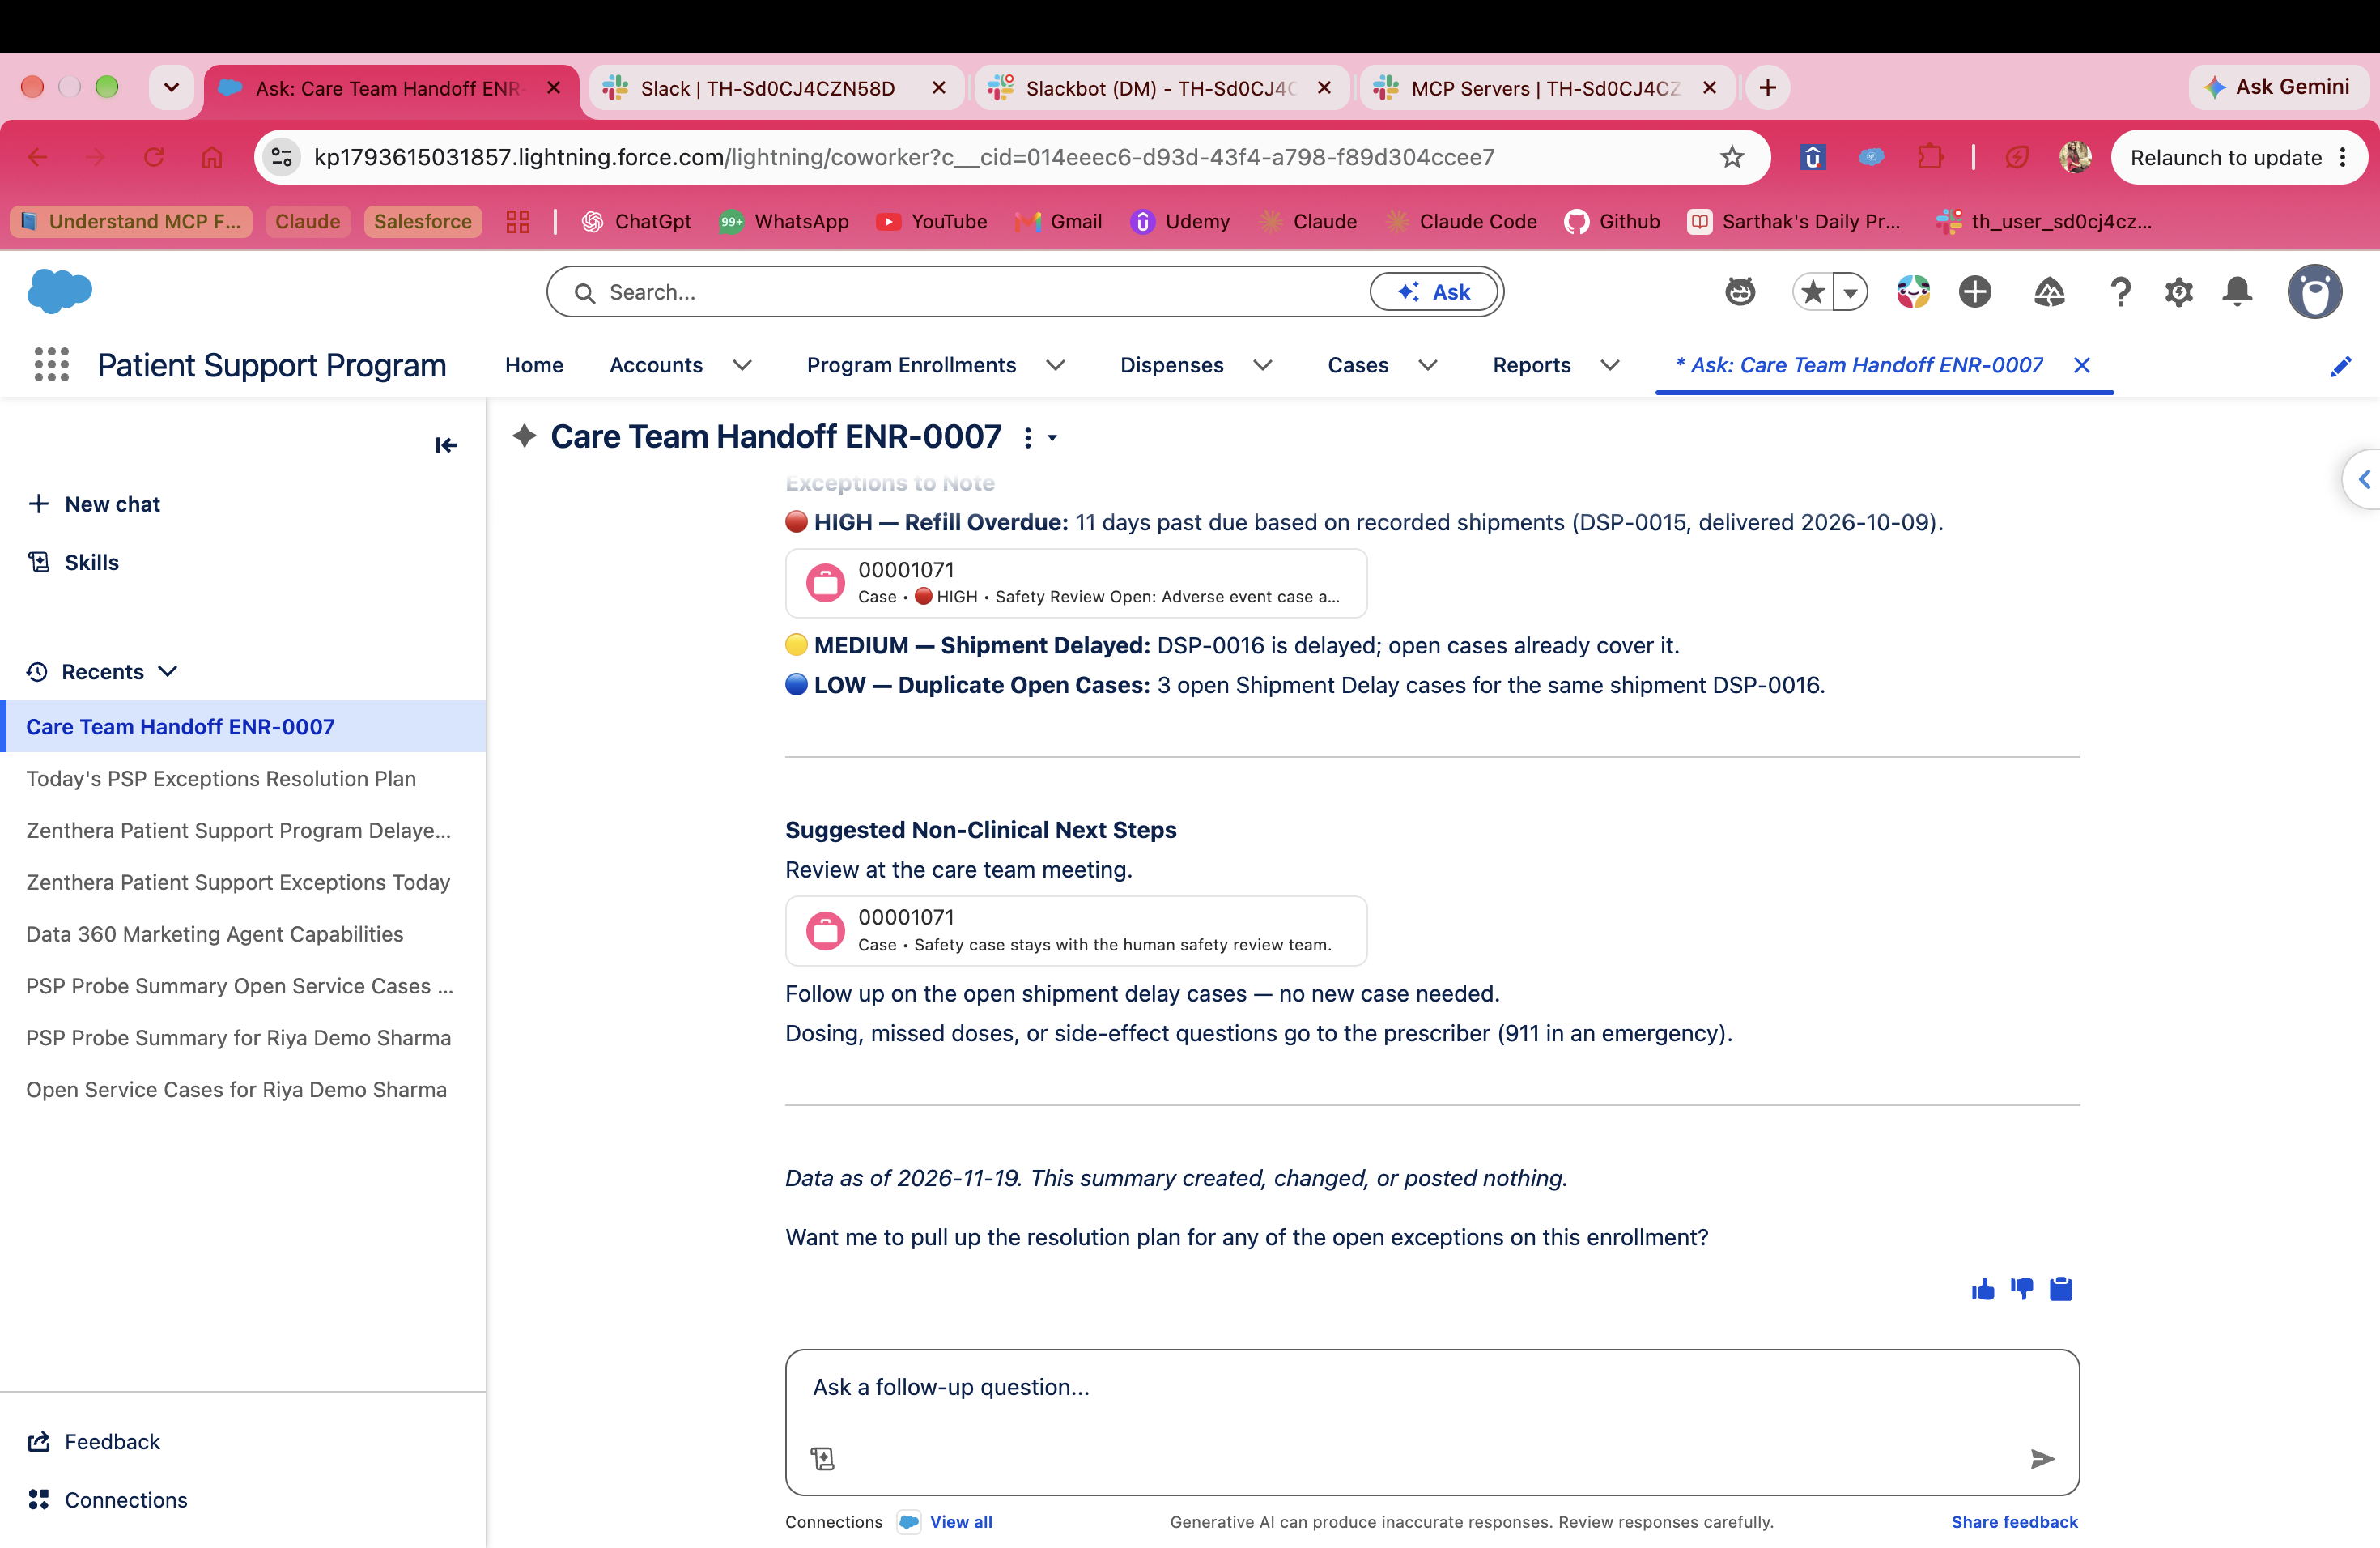 Ask: Care Team Handoff ENR-
Slack | TH-Sd0CJ4CZN58D
Slackbot (DM) - TH-Sd0CJ4C
MCP Servers | TH-Sd0CJ4CZ
Ask Gemini
kp1793615031857.lightning.force.com/lightning/coworker?c__cid=014eeec6-d93d-43f4-a798-f89d304ccee7
Relaunch to update
Understand MCP F...
Claude
Salesforce
ChatGpt
99+
WhatsApp
YouTube
Gmail
Udemy
Claude
Claude Code
Github
Sarthak's Daily Pr...
th_user_sd0cj4cz...
Search...
Ask
Patient Support Program
Home
Accounts
Program Enrollments
Dispenses
Cases
Reports
* Ask: Care Team Handoff ENR-0007
New chat
Skills
Recents
Care Team Handoff ENR-0007
Today's PSP Exceptions Resolution Plan
Zenthera Patient Support Program Delaye...
Zenthera Patient Support Exceptions Today
Data 360 Marketing Agent Capabilities
PSP Probe Summary Open Service Cases ...
PSP Probe Summary for Riya Demo Sharma
Open Service Cases for Riya Demo Sharma
Feedback
Connections
Care Team Handoff ENR-0007
Exceptions to Note
HIGH — Refill Overdue: 11 days past due based on recorded shipments (DSP-0015, delivered 2026-10-09).
00001071
Case • HIGH • Safety Review Open: Adverse event case a...
MEDIUM — Shipment Delayed: DSP-0016 is delayed; open cases already cover it.
LOW — Duplicate Open Cases: 3 open Shipment Delay cases for the same shipment DSP-0016.
Suggested Non-Clinical Next Steps
Review at the care team meeting.
00001071
Case • Safety case stays with the human safety review team.
Follow up on the open shipment delay cases — no new case needed.
Dosing, missed doses, or side-effect questions go to the prescriber (911 in an emergency).
Data as of 2026-11-19. This summary created, changed, or posted nothing.
Want me to pull up the resolution plan for any of the open exceptions on this enrollment?
Ask a follow-up question...
Connections
View all
Generative AI can produce inaccurate responses. Review responses carefully.
Share feedback